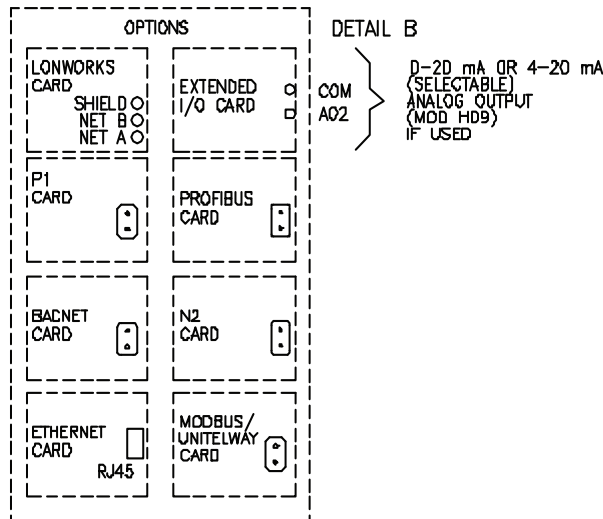 OPTIONS
DETAIL B
LONWORKS
CARD
SHIELD
NET B
NET A
EXTENDED
I/O CARD
COM
AO2
0-20 mA OR 4-20 mA
(SELECTABLE)
ANALOG OUTPUT
(MOD HD9)
IF USED
P1
CARD
PROFIBUS
CARD
BACNET
CARD
N2
CARD
ETHERNET
CARD
RJ45
MODBUS/
UNITELWAY
CARD